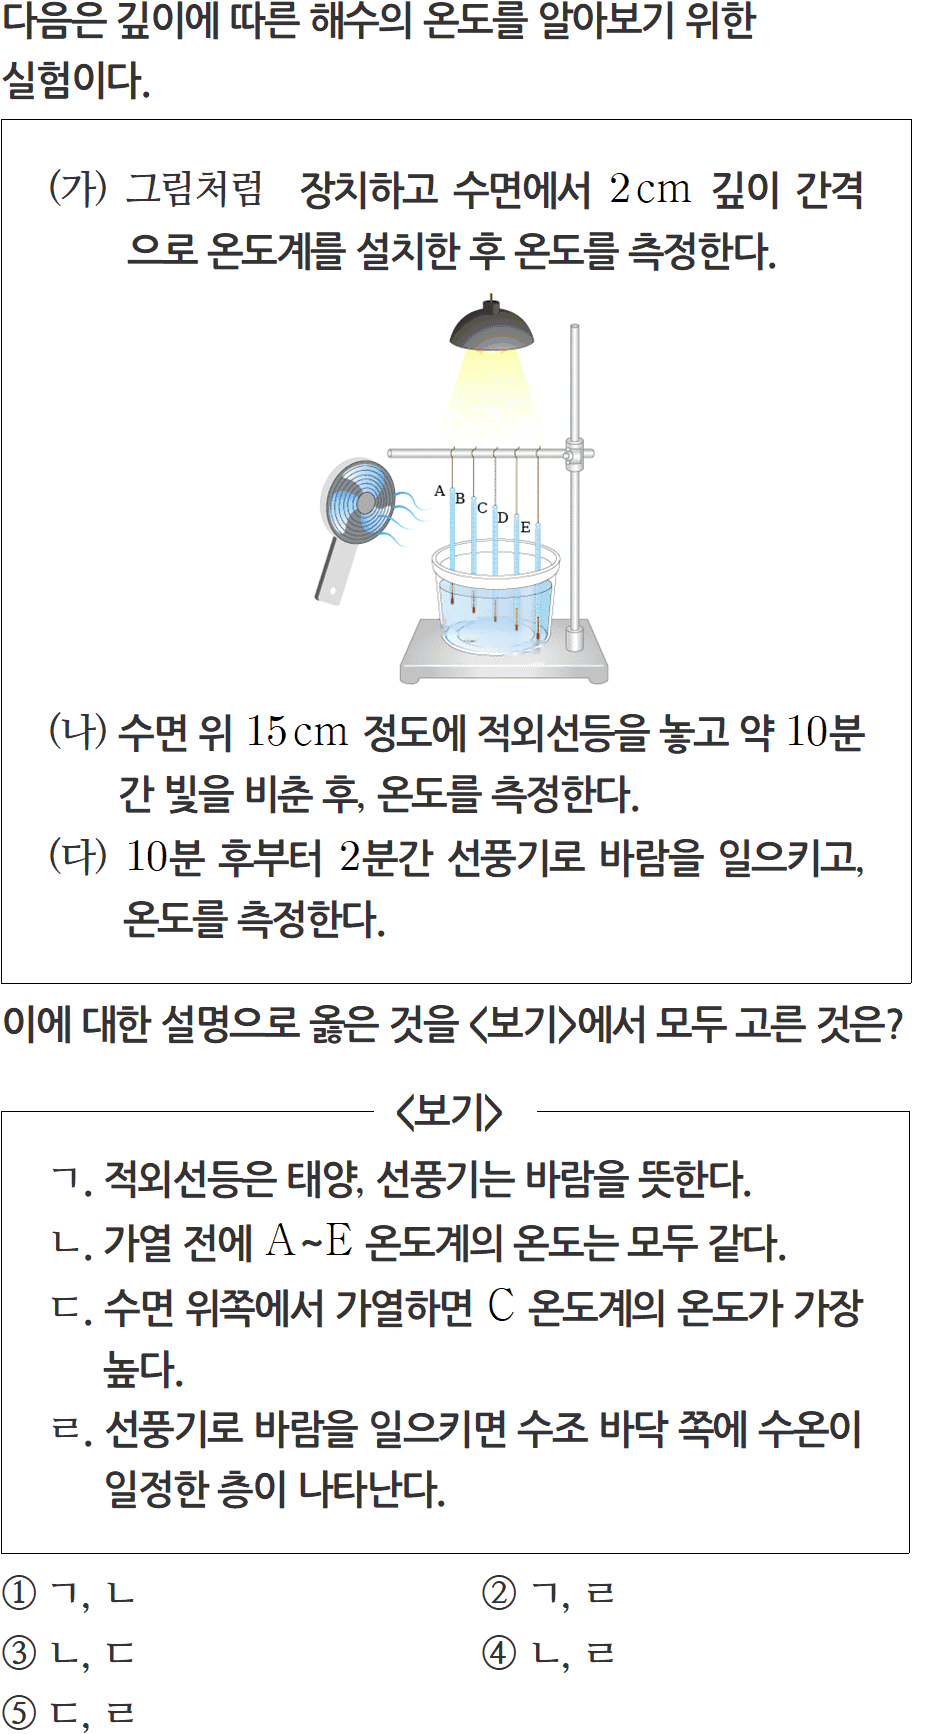 다음은 깊이에 따른 해수의 온도를 알아보기 위한
실험이다.
(가) 그림처럼 장치하고 수면에서 2cm 깊이 간격
으로 온도계를 설치한 후 온도를 측정한다.
A
B
C
D
E
(나) 수면 위 15cm 정도에 적외선등을 놓고 약 10분
간 빛을 비춘 후, 온도를 측정한다.
(다) 10분 후부터 2분간 선풍기로 바람을 일으키고,
온도를 측정한다.
이에 대한 설명으로 옳은 것을 <보기>에서 모두 고른 것은?
<보기>
ㄱ. 적외선등은 태양, 선풍기는 바람을 뜻한다.
ㄴ. 가열 전에 A~E 온도계의 온도는 모두 같다.
ㄷ. 수면 위쪽에서 가열하면 C 온도계의 온도가 가장
높다.
ㄹ. 선풍기로 바람을 일으키면 수조 바닥 쪽에 수온이
일정한 층이 나타난다.
① ㄱ, ㄴ ② ㄱ, ㄹ
③ ㄴ, ㄷ ④ ㄴ, ㄹ
⑤ ㄷ, ㄹ